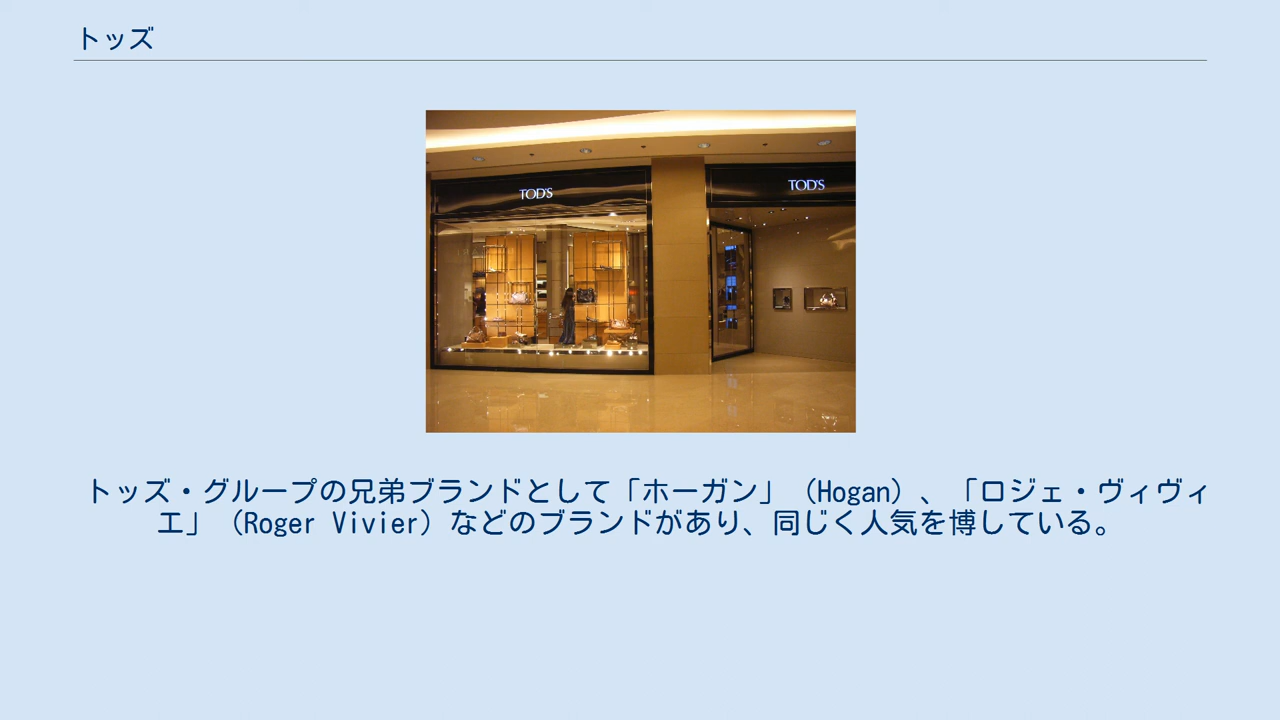 トッズ
TOD'S
TOD'S
トッズ・グループの兄弟ブランドとして「ホーガン」（Hogan）、「ロジェ・ヴィヴィ
エ」（Roger Vivier）などのブランドがあり、同じく人気を博している。